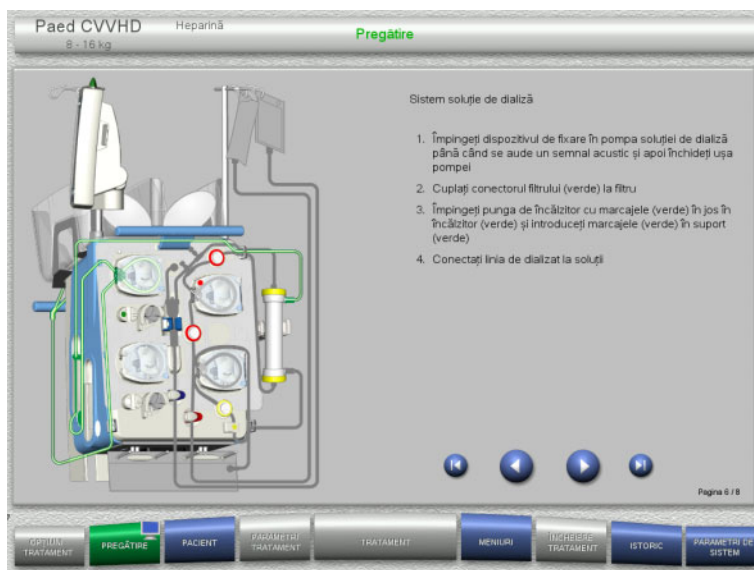 Paed CVVHD Heparină
8 - 16 kg
Pregătire
Sistem soluție de dializă
1. Împingeți dispozitivul de fixare în pompa soluției de dializă
până când se aude un semnal acustic și apoi închideți ușa
pompei
2. Cuplați conectorul filtrului (verde) la filtru
3. Împingeți punga de încălzitor cu marcajele (verde) în jos în
încălzitor (verde) și introduceți marcajele (verde) în suport
(verde)
4. Conectați linia de dializat la soluții
Pagina 6 / 8
OPȚIUNI
TRATAMENT
PREGĂTIRE
PACIENT
PARAMETRI
TRATAMENT
TRATAMENT
MENIURI
ÎNCHEIERE
TRATAMENT
ISTORIC
PARAMETRI DE
SISTEM